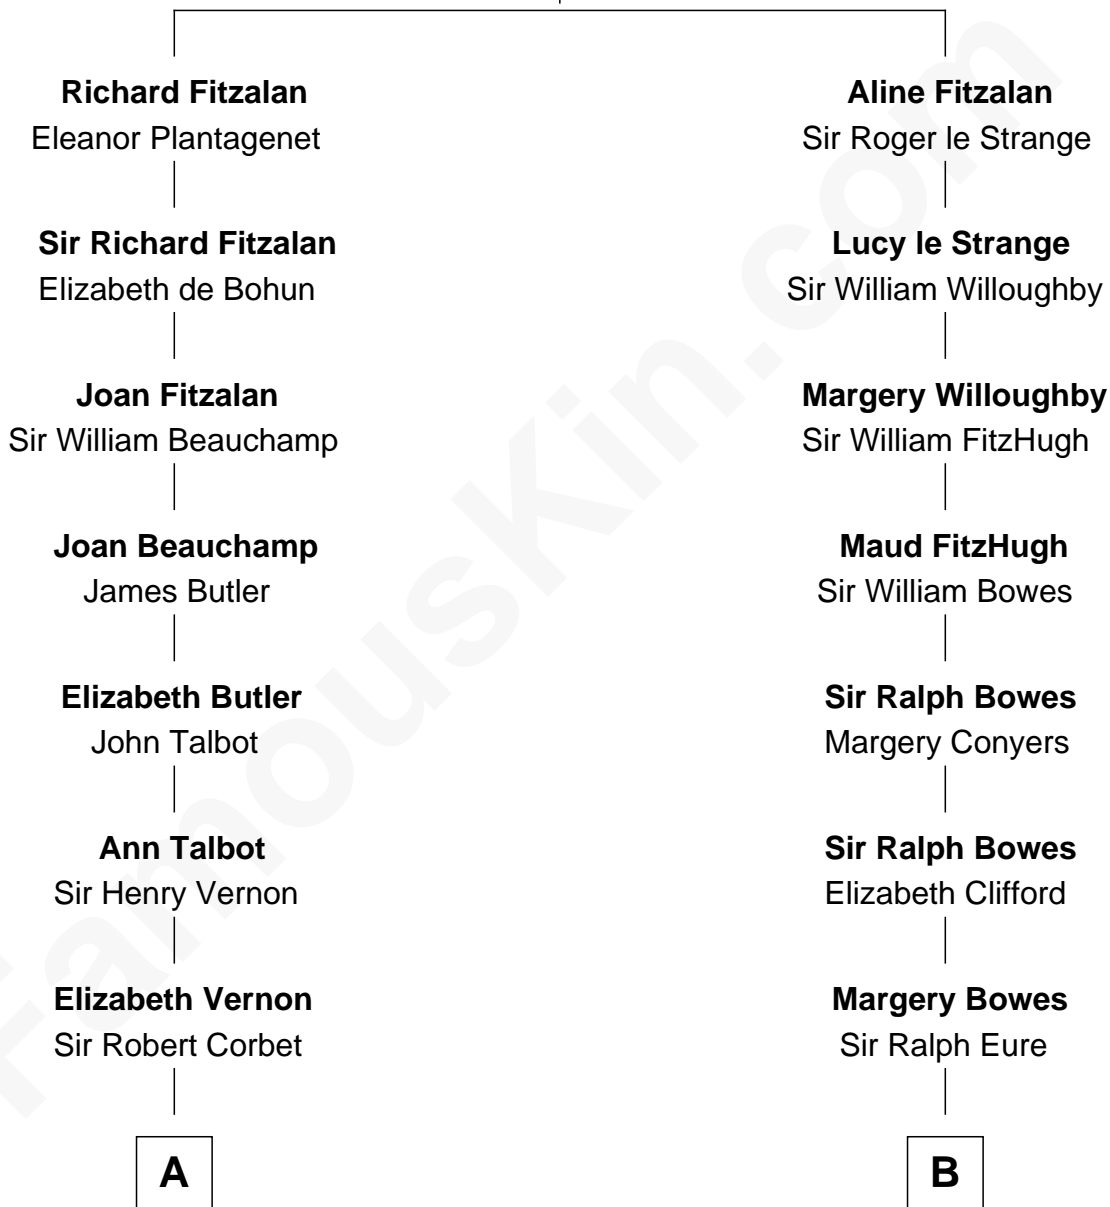 Richard Fitzalan
Eleanor Plantagenet
Sir Richard Fitzalan
Elizabeth de Bohun
Joan Fitzalan
Sir William Beauchamp
Joan Beauchamp
James Butler
Elizabeth Butler
John Talbot
Ann Talbot
Sir Henry Vernon
Elizabeth Vernon
Sir Robert Corbet
A
Aline Fitzalan
Sir Roger le Strange
Lucy le Strange
Sir William Willoughby
Margery Willoughby
Sir William FitzHugh
Maud FitzHugh
Sir William Bowes
Sir Ralph Bowes
Margery Conyers
Sir Ralph Bowes
Elizabeth Clifford
Margery Bowes
Sir Ralph Eure
B
FamousKin.com